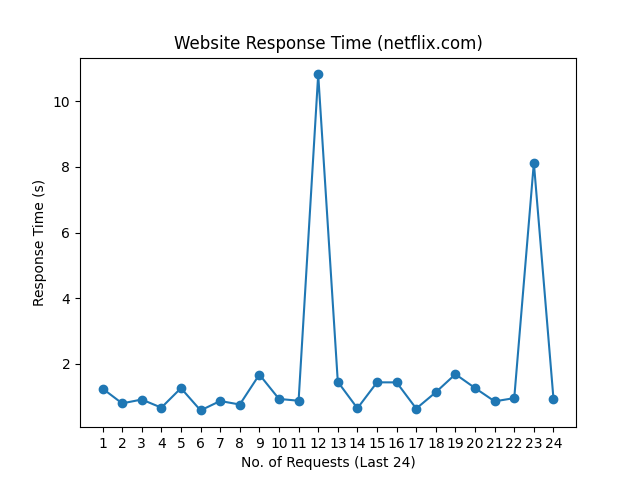 Website Response Time (netflix.com)
Response Time (s)
10
8
6
4
2
1 2 3 4 5 6 7 8 9 10 11 12 13 14 15 16 17 18 19 20 21 22 23 24
No. of Requests (Last 24)